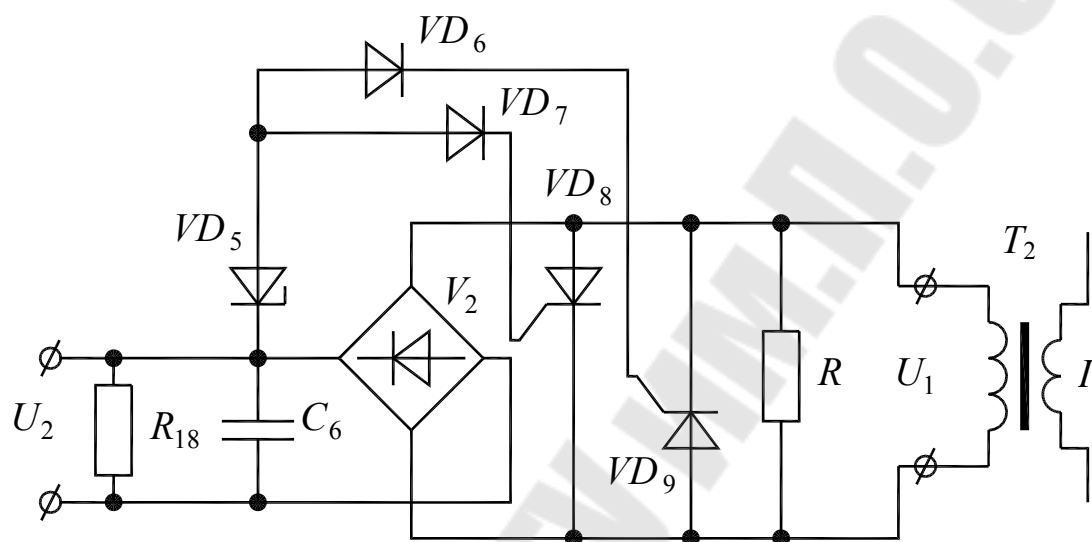 VD₆
VD₇
VD₈
VD₅
V₂
T₂
U₂
R₁₈
C₆
VD₉
R
U₁
I